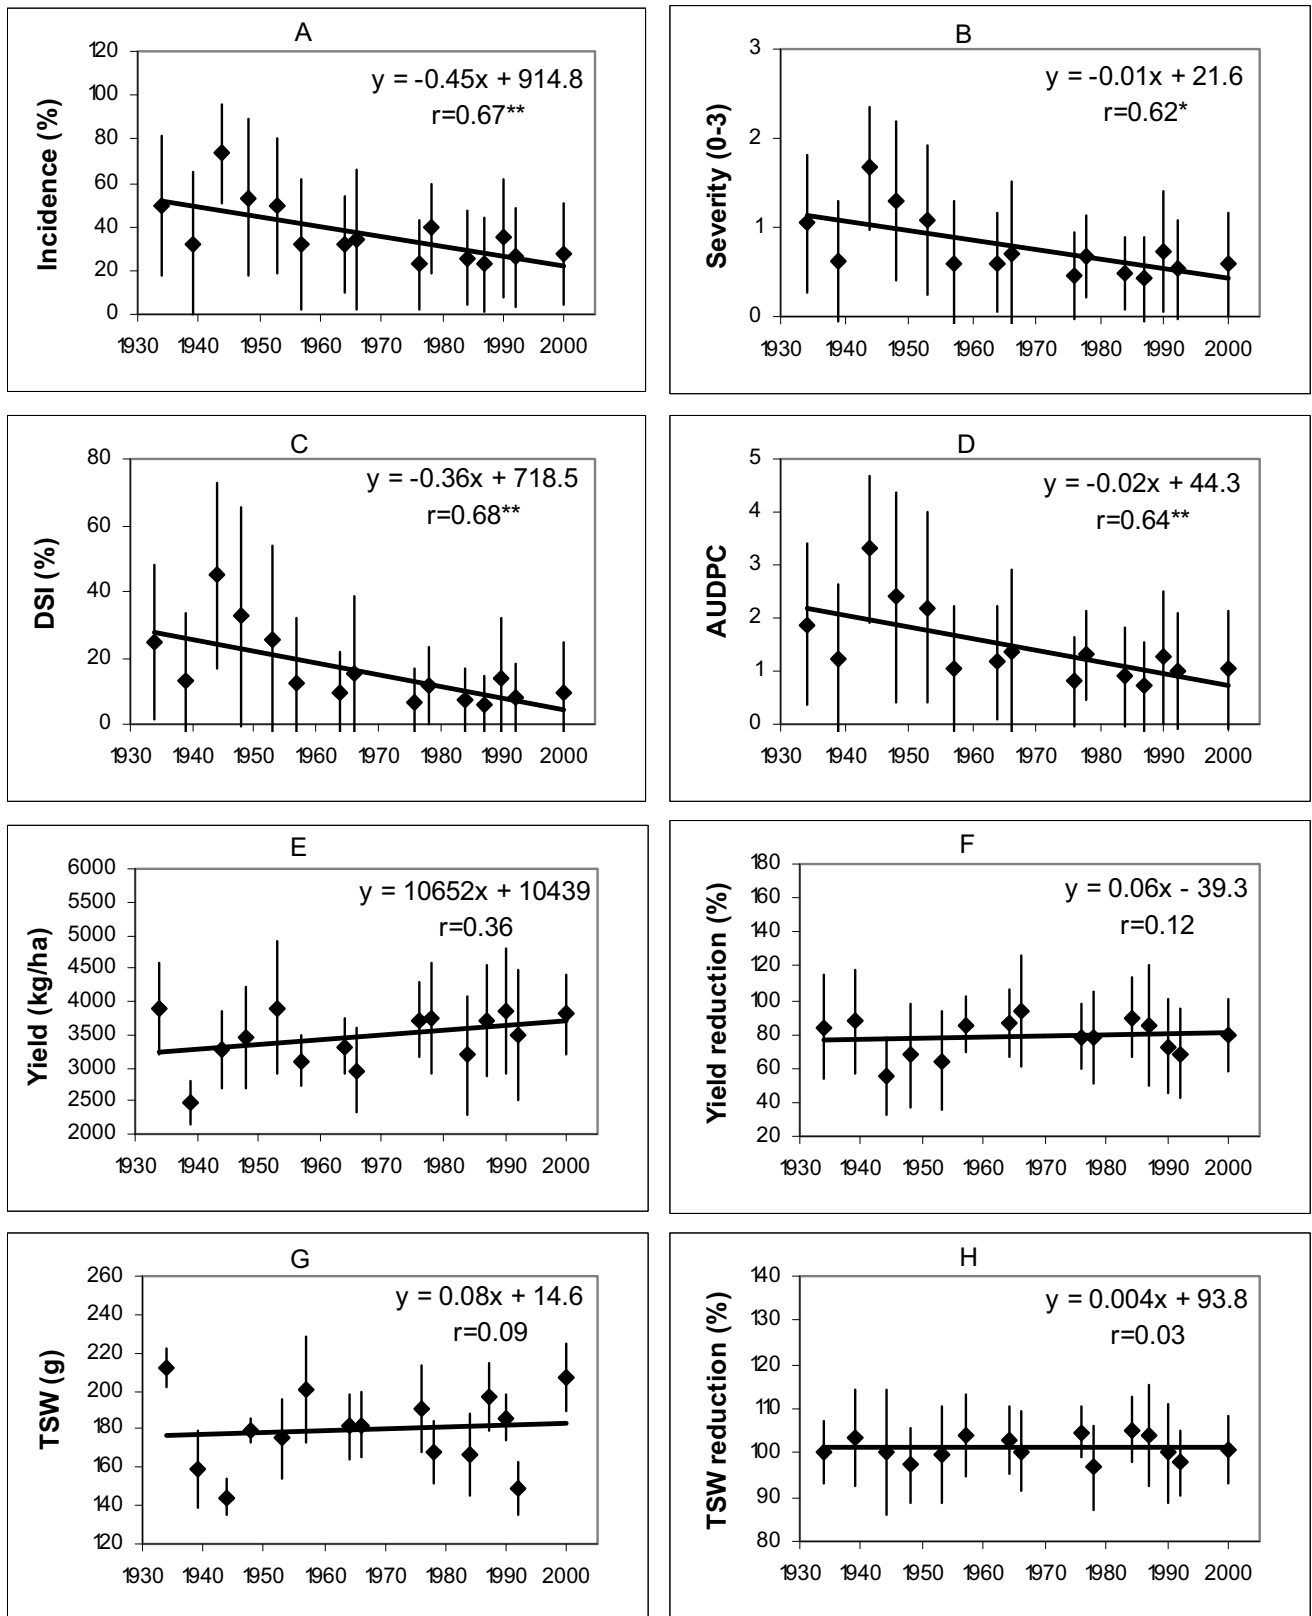 A
y = -0.45x + 914.8
r=0.67**
Incidence (%)
120
100
80
60
40
20
0
1930 1940 1950 1960 1970 1980 1990 2000
B
y = -0.01x + 21.6
r=0.62*
Severity (0-3)
3
2
1
0
1930 1940 1950 1960 1970 1980 1990 2000
C
y = -0.36x + 718.5
r=0.68**
DSI (%)
80
60
40
20
0
1930 1940 1950 1960 1970 1980 1990 2000
D
y = -0.02x + 44.3
r=0.64**
AUDPC
5
4
3
2
1
0
1930 1940 1950 1960 1970 1980 1990 2000
E
y = 10652x + 10439
r=0.36
Yield (kg/ha)
6000
5500
5000
4500
4000
3500
3000
2500
2000
1930 1940 1950 1960 1970 1980 1990 2000
F
y = 0.06x - 39.3
r=0.12
Yield reduction (%)
180
160
140
120
100
80
60
40
20
1930 1940 1950 1960 1970 1980 1990 2000
G
y = 0.08x + 14.6
r=0.09
TSW (g)
260
240
220
200
180
160
140
120
1930 1940 1950 1960 1970 1980 1990 2000
H
y = 0.004x + 93.8
r=0.03
TSW reduction (%)
140
130
120
110
100
90
80
1930 1940 1950 1960 1970 1980 1990 2000